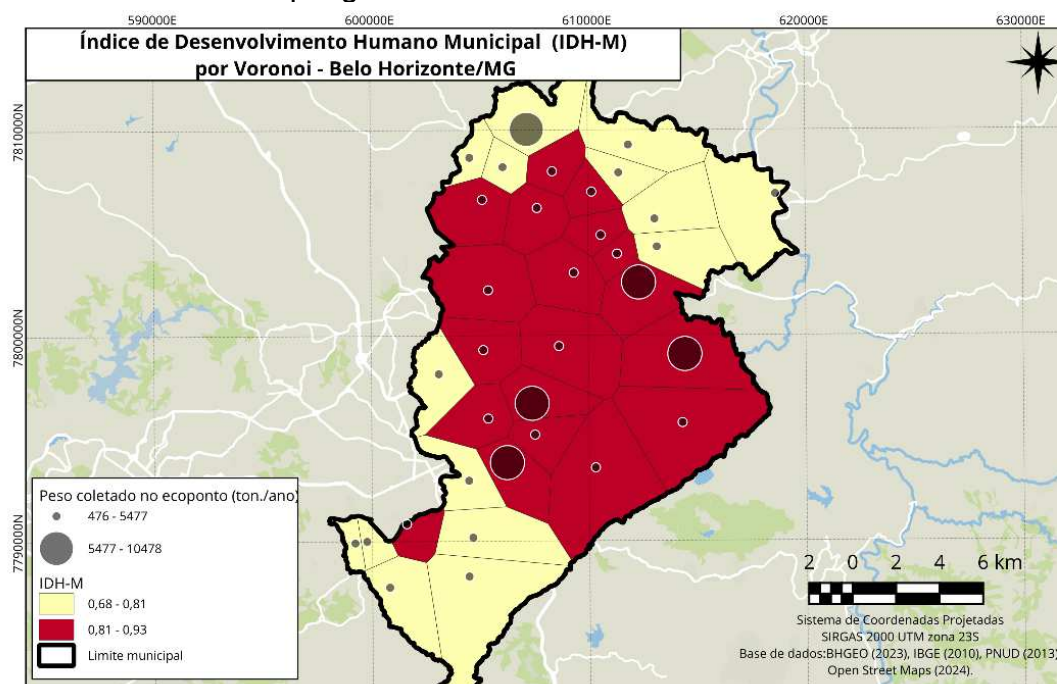 590000E 600000E 610000E 620000E 630000E
Índice de Desenvolvimento Humano Municipal (IDH-M)
por Voronoi - Belo Horizonte/MG
7810000N
7800000N
7790000N
Peso coletado no ecoponto (ton./ano)
476 - 5477
5477 - 10478
IDH-M
0,68 - 0,81
0,81 - 0,93
Limite municipal
2 0 2 4 6 km
Sistema de Coordenadas Projetadas
SIRGAS 2000 UTM zona 23S
Base de dados:BHGEO (2023), IBGE (2010), PNUD (2013)
Open Street Maps (2024).